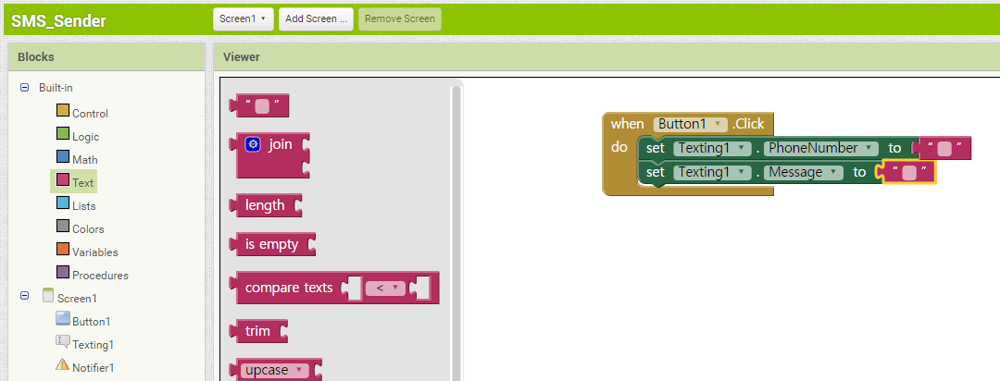 SMS_Sender
Screen1 ▾
Add Screen ...
Remove Screen
Blocks
Viewer
Built-in
Control
Logic
Math
Text
Lists
Colors
Variables
Procedures
Screen1
Button1
Texting1
Notifier1
“ ”
join
length
is empty
compare texts < ▾
trim
upcase ▾
when Button1 ▾ .Click
do set Texting1 ▾ . PhoneNumber ▾ to “ ”
set Texting1 ▾ . Message ▾ to “ ”